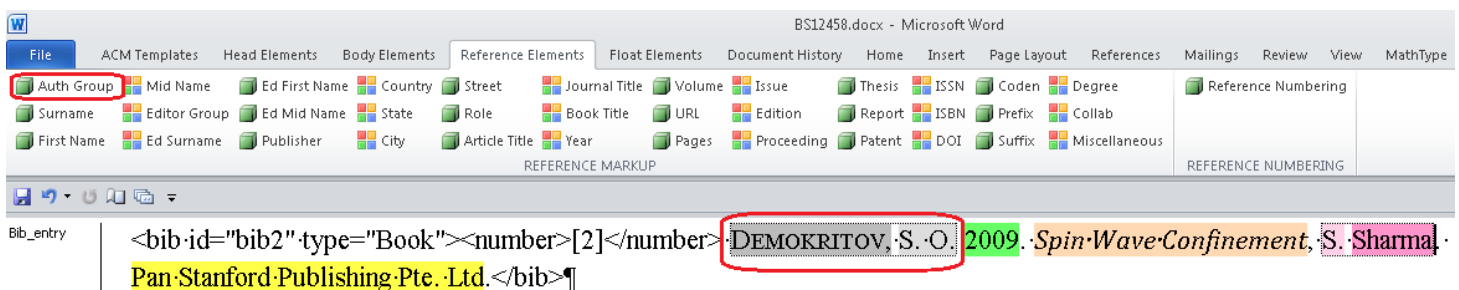 W BS12458.docx - Microsoft Word
File ACM Templates Head Elements Body Elements Reference Elements Float Elements Document History Home Insert Page Layout References Mailings Review View MathType
Auth Group Mid Name Ed First Name Country Street Journal Title Volume Issue Thesis ISSN Coden Degree Reference Numbering
Surname Editor Group Ed Mid Name State Role Book Title URL Edition Report ISBN Prefix Collab
First Name Ed Surname Publisher City Article Title Year Pages Proceeding Patent DOI Suffix Miscellaneous
REFERENCE MARKUP REFERENCE NUMBERING
Bib_entry <bib·id="bib2"·type="Book"><number>[2]</number>·DEMOKRITOV,·S.·O. 2009.·Spin·Wave·Confinement,·S.·Sharma.·
Pan·Stanford·Publishing·Pte.·Ltd.</bib>¶